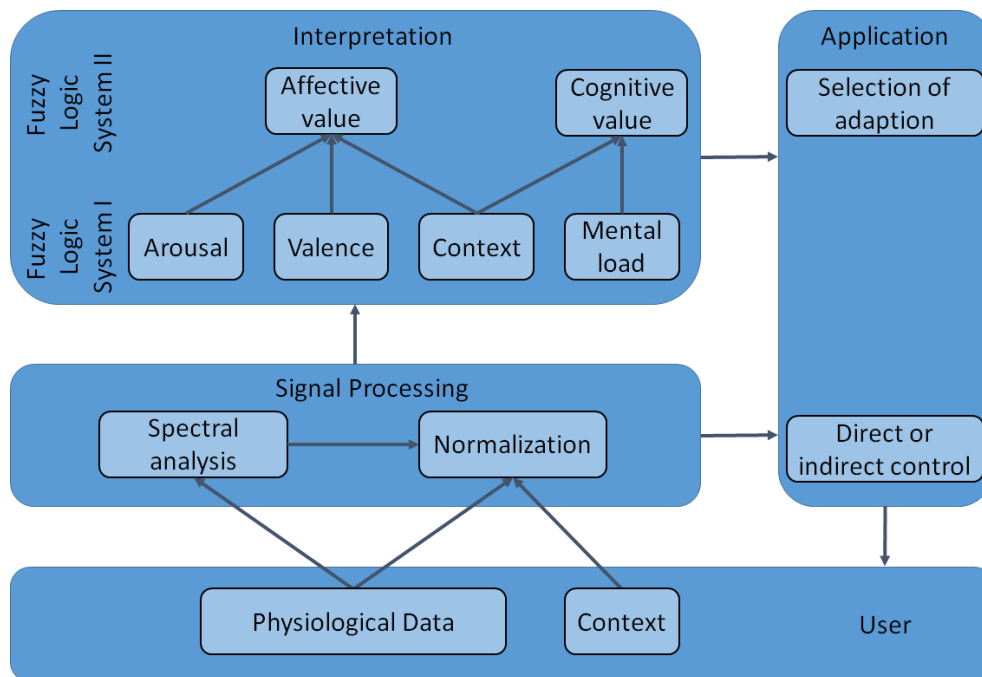 Interpretation
Fuzzy
Logic
System II
Affective
value
Cognitive
value
Fuzzy
Logic
System I
Arousal
Valence
Context
Mental
load
Application
Selection of
adaption
Signal Processing
Spectral
analysis
Normalization
Direct or
indirect control
Physiological Data
Context
User